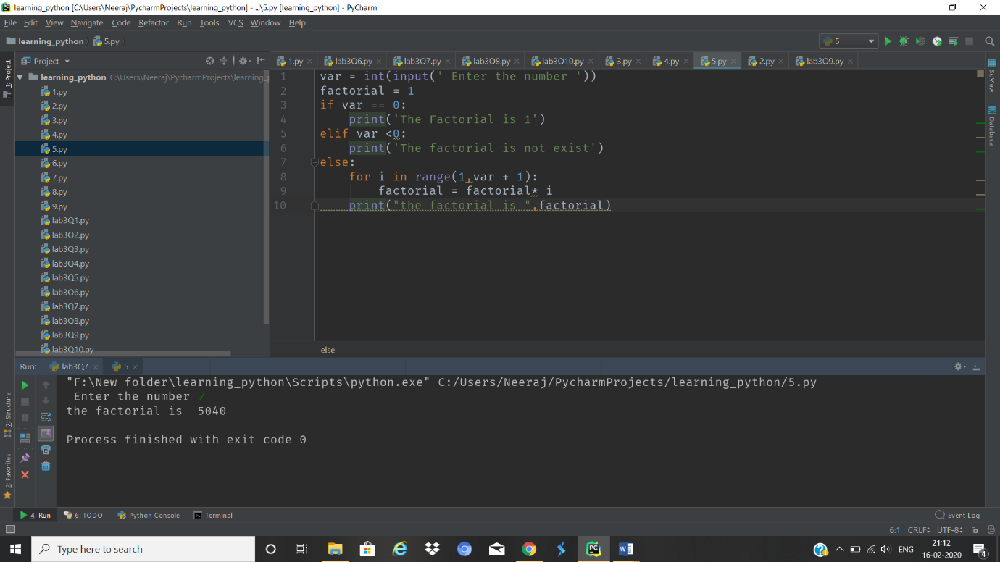 learning_python [C:\Users\Neeraj\PycharmProjects\learning_python] - ...\5.py [learning_python] - PyCharm
File Edit View Navigate Code Refactor Run Tools VCS Window Help
learning_python 5.py 5
Project 1.py lab3Q6.py lab3Q7.py lab3Q8.py lab3Q10.py 3.py 4.py 5.py 2.py lab3Q9.py
1: Project
learning_python C:\Users\Neeraj\PycharmProjects\learning_
1.py
2.py
3.py
4.py
5.py
6.py
7.py
8.py
9.py
lab3Q1.py
lab3Q2.py
lab3Q3.py
lab3Q4.py
lab3Q5.py
lab3Q6.py
lab3Q7.py
lab3Q8.py
lab3Q9.py
lab3Q10.py
1 var = int(input(' Enter the number '))
2 factorial = 1
3 if var == 0:
4 print('The Factorial is 1')
5 elif var <0:
6 print('The factorial is not exist')
7 else:
8 for i in range(1,var + 1):
9 factorial = factorial* i
10 print("the factorial is ",factorial)
else
SciView
Database
Run: lab3Q7 5
"F:\New folder\learning_python\Scripts\python.exe" C:/Users/Neeraj/PycharmProjects/learning_python/5.py
Enter the number 7
the factorial is  5040
Process finished with exit code 0
7: Structure
2: Favorites
4: Run 6: TODO Python Console Terminal Event Log
6:1 CRLF UTF-8
Type here to search
ENG
21:12
16-02-2020
4